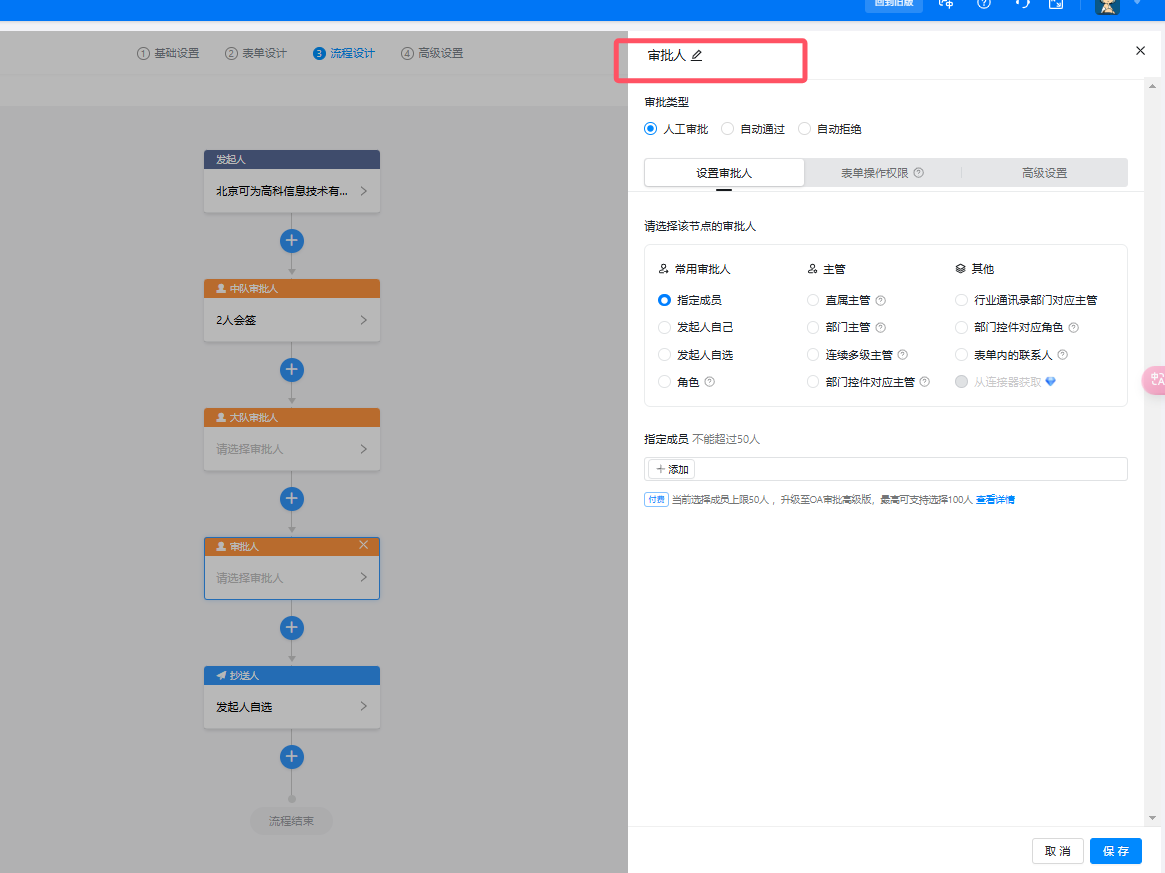 回到旧版
1 基础设置 2 表单设计 3 流程设计 4 高级设置
发起人
北京可为高科信息技术有...
中队审批人
2人会签
大队审批人
请选择审批人
审批人
请选择审批人
抄送人
发起人自选
流程结束
审批人
审批类型
人工审批 自动通过 自动拒绝
设置审批人 表单操作权限 高级设置
请选择该节点的审批人
常用审批人 主管 其他
指定成员 直属主管 行业通讯录部门对应主管
发起人自己 部门主管 部门控件对应角色
发起人自选 连续多级主管 表单内的联系人
角色 部门控件对应主管 从连接器获取
指定成员 不能超过50人
+ 添加
付费 当前选择成员上限50人，升级至OA审批高级版，最高可支持选择100人 查看详情
取 消 保 存